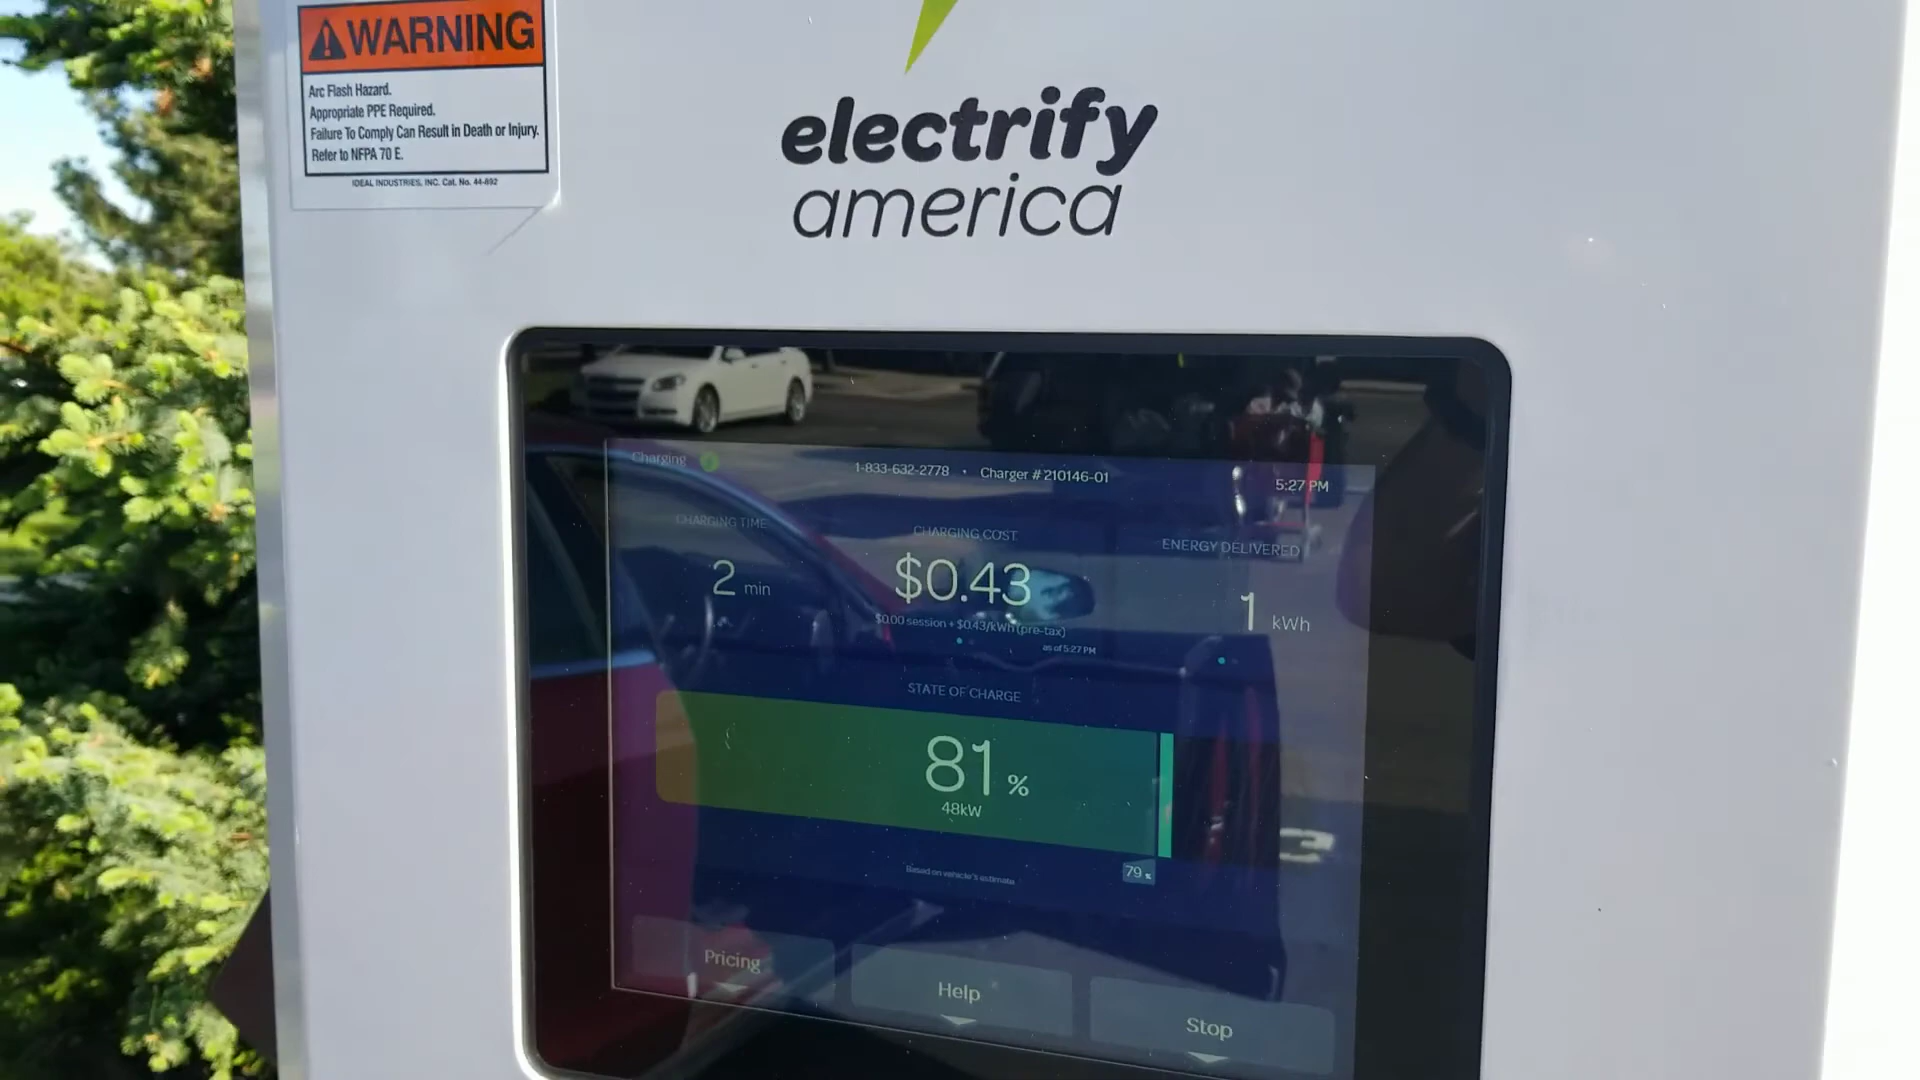 WARNING
Arc Flash Hazard.
Appropriate PPE Required.
Failure To Comply Can Result in Death or Injury.
Refer to NFPA 70 E.
IDEAL INDUSTRIES, INC. Cat. No. 44-892
electrify
america
Charging
1-833-632-2778 • Charger # 210146-01
5:27 PM
CHARGING TIME
2 min
CHARGING COST
$0.43
$0.00 session + $0.43/kWh (pre-tax)
as of 5:27 PM
ENERGY DELIVERED
1 kWh
STATE OF CHARGE
81 %
48kW
79 %
Based on vehicle's estimate
Pricing
Help
Stop